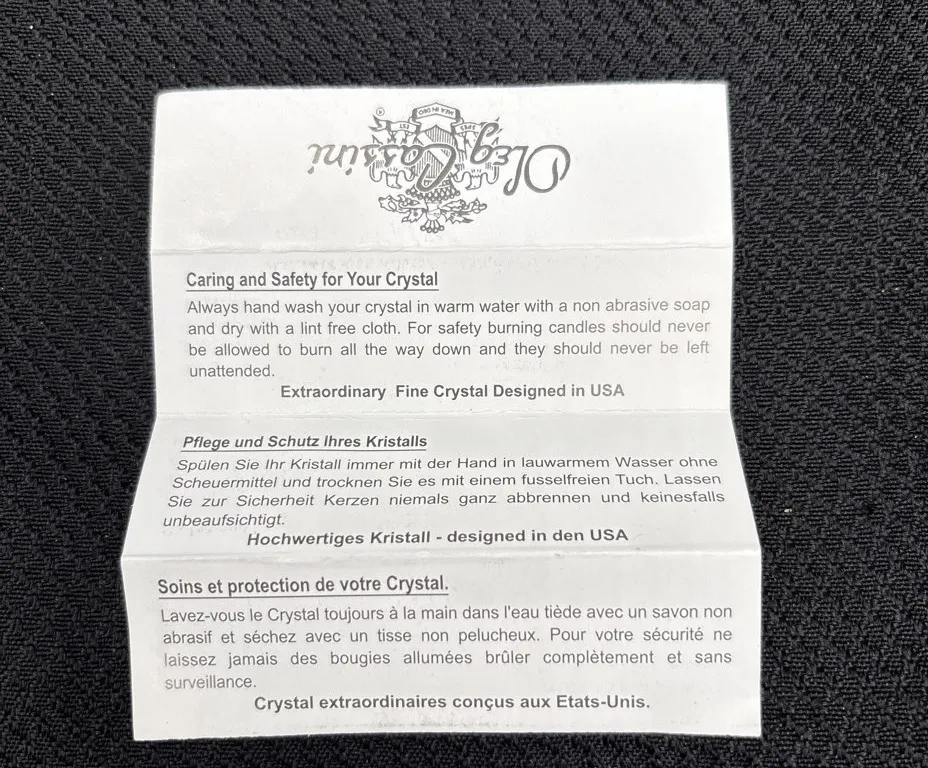 Oleg Cassini
®
Caring and Safety for Your Crystal
Always hand wash your crystal in warm water with a non abrasive soap
and dry with a lint free cloth. For safety burning candles should never
be allowed to burn all the way down and they should never be left
unattended.
Extraordinary Fine Crystal Designed in USA
Pflege und Schutz Ihres Kristalls
Spülen Sie Ihr Kristall immer mit der Hand in lauwarmem Wasser ohne
Scheuermittel und trocknen Sie es mit einem fusselfreien Tuch. Lassen
Sie zur Sicherheit Kerzen niemals ganz abbrennen und keinesfalls
unbeaufsichtigt.
Hochwertiges Kristall - designed in den USA
Soins et protection de votre Crystal.
Lavez-vous le Crystal toujours à la main dans l'eau tiède avec un savon non
abrasif et séchez avec un tisse non pelucheux. Pour votre sécurité ne
laissez jamais des bougies allumées brûler complètement et sans
surveillance.
Crystal extraordinaires conçus aux Etats-Unis.